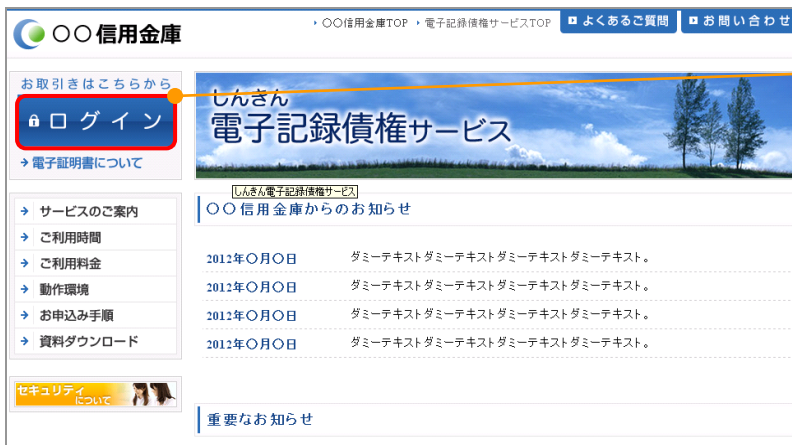 〇〇信用金庫
〇〇信用金庫TOP 電子記録債権サービスTOP よくあるご質問 お問い合わせ
お取引きはこちらから
ログイン
電子証明書について
しんきん
電子記録債権サービス
しんきん電子記録債権サービス
サービスのご案内
ご利用時間
ご利用料金
動作環境
お申込み手順
資料ダウンロード
セキュリティ
について
〇〇信用金庫からのお知らせ
2012年〇月〇日 ダミーテキストダミーテキストダミーテキストダミーテキスト。
2012年〇月〇日 ダミーテキストダミーテキストダミーテキストダミーテキスト。
2012年〇月〇日 ダミーテキストダミーテキストダミーテキストダミーテキスト。
2012年〇月〇日 ダミーテキストダミーテキストダミーテキストダミーテキスト。
重要なお知らせ